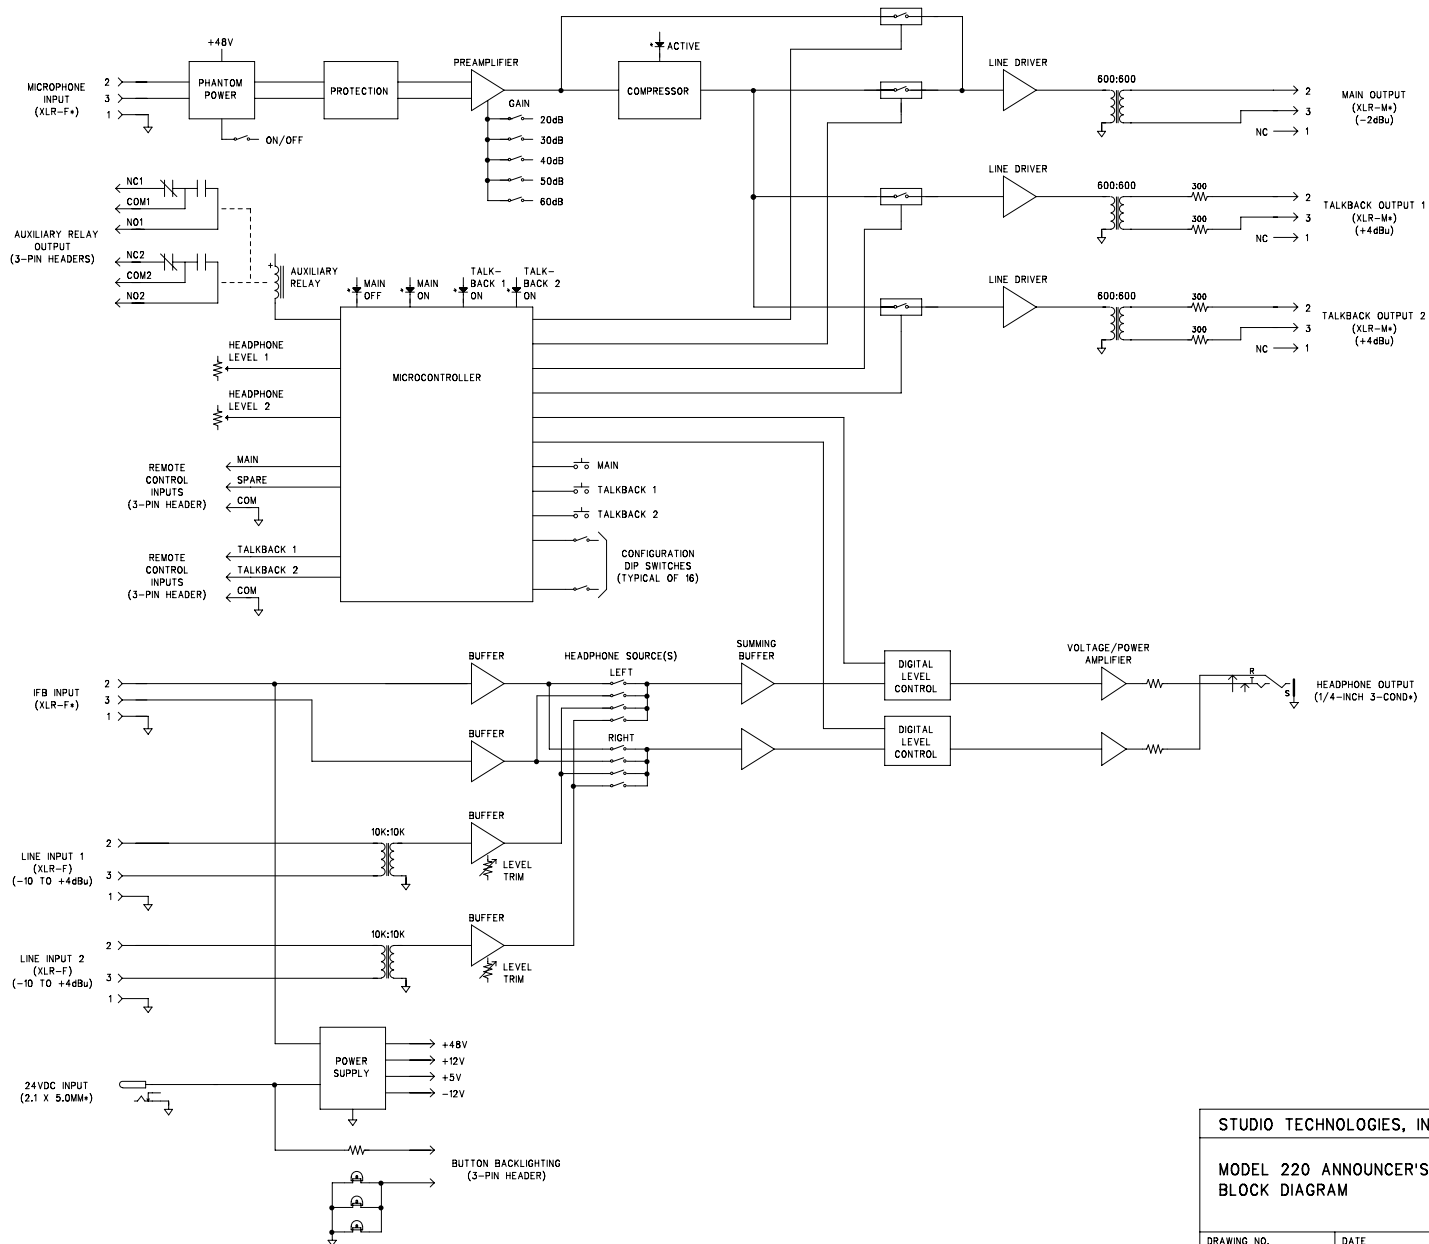 +48V
MICROPHONE
INPUT
(XLR-F*)
2
3
1
PHANTOM
POWER
ON/OFF
PROTECTION
PREAMPLIFIER
GAIN
20dB
30dB
40dB
50dB
60dB
ACTIVE
COMPRESSOR
LINE DRIVER
600:600
2
3
NC
1
MAIN OUTPUT
(XLR-M*)
(-2dBu)
LINE DRIVER
600:600
300
300
2
3
NC
1
TALKBACK OUTPUT 1
(XLR-M*)
(+4dBu)
LINE DRIVER
600:600
300
300
2
3
NC
1
TALKBACK OUTPUT 2
(XLR-M*)
(+4dBu)
AUXILIARY RELAY
OUTPUT
(3-PIN HEADERS)
NC1
COM1
NO1
NC2
COM2
NO2
+
AUXILIARY
RELAY
MAIN
OFF
MAIN
ON
TALK-
BACK 1
ON
TALK-
BACK 2
ON
HEADPHONE
LEVEL 1
HEADPHONE
LEVEL 2
MICROCONTROLLER
REMOTE
CONTROL
INPUTS
(3-PIN HEADER)
MAIN
SPARE
COM
REMOTE
CONTROL
INPUTS
(3-PIN HEADER)
TALKBACK 1
TALKBACK 2
COM
MAIN
TALKBACK 1
TALKBACK 2
CONFIGURATION
DIP SWITCHES
(TYPICAL OF 16)
IFB INPUT
(XLR-F*)
2
3
1
BUFFER
BUFFER
HEADPHONE SOURCE(S)
LEFT
RIGHT
SUMMING
BUFFER
DIGITAL
LEVEL
CONTROL
DIGITAL
LEVEL
CONTROL
VOLTAGE/POWER
AMPLIFIER
R
T
S
HEADPHONE OUTPUT
(1/4-INCH 3-COND*)
LINE INPUT 1
(XLR-F)
(-10 TO +4dBu)
2
3
1
10K:10K
BUFFER
LEVEL
TRIM
LINE INPUT 2
(XLR-F)
(-10 TO +4dBu)
2
3
1
10K:10K
BUFFER
LEVEL
TRIM
24VDC INPUT
(2.1 X 5.0MM*)
POWER
SUPPLY
+48V
+12V
+5V
-12V
BUTTON BACKLIGHTING
(3-PIN HEADER)
STUDIO TECHNOLOGIES, IN
MODEL 220 ANNOUNCER'S
BLOCK DIAGRAM
DRAWING NO.
DATE